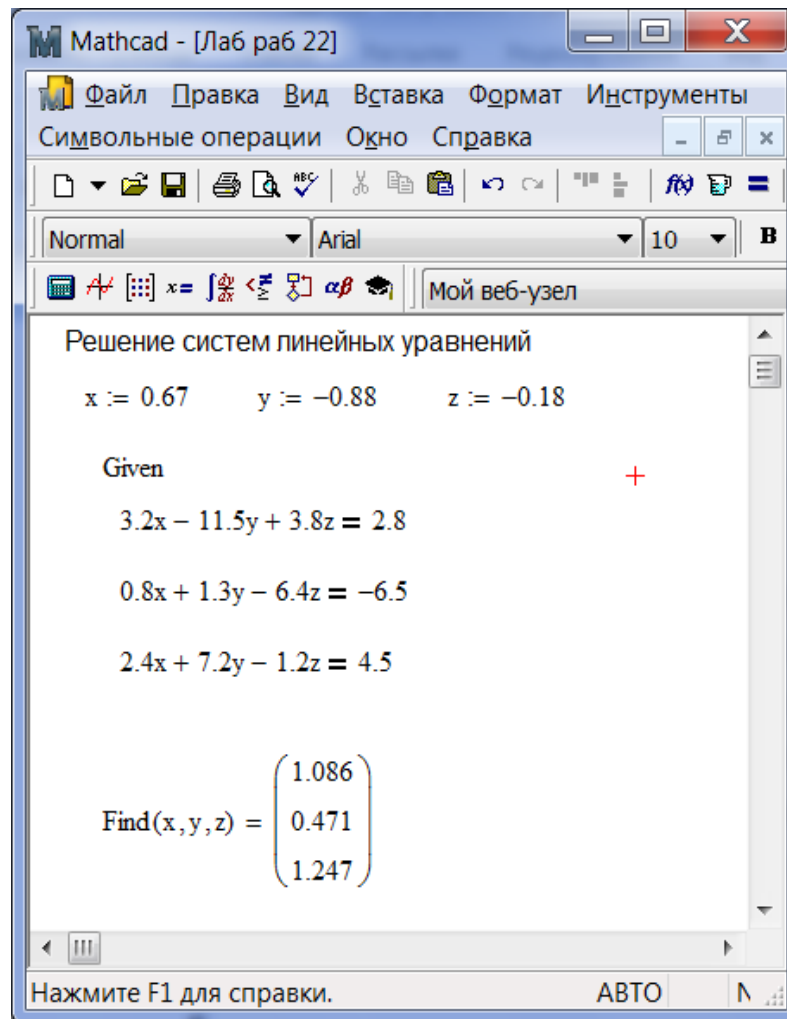 Mathcad - [Лаб раб 22]
Файл Правка Вид Вставка Формат Инструменты
Символьные операции Окно Справка
Normal Arial 10 B
Мой веб-узел
Решение систем линейных уравнений
x := 0.67 y := −0.88 z := −0.18
Given
3.2x − 11.5y + 3.8z = 2.8
0.8x + 1.3y − 6.4z = −6.5
2.4x + 7.2y − 1.2z = 4.5
1.086
Find(x,y,z) = 0.471
1.247
Нажмите F1 для справки. АВТО